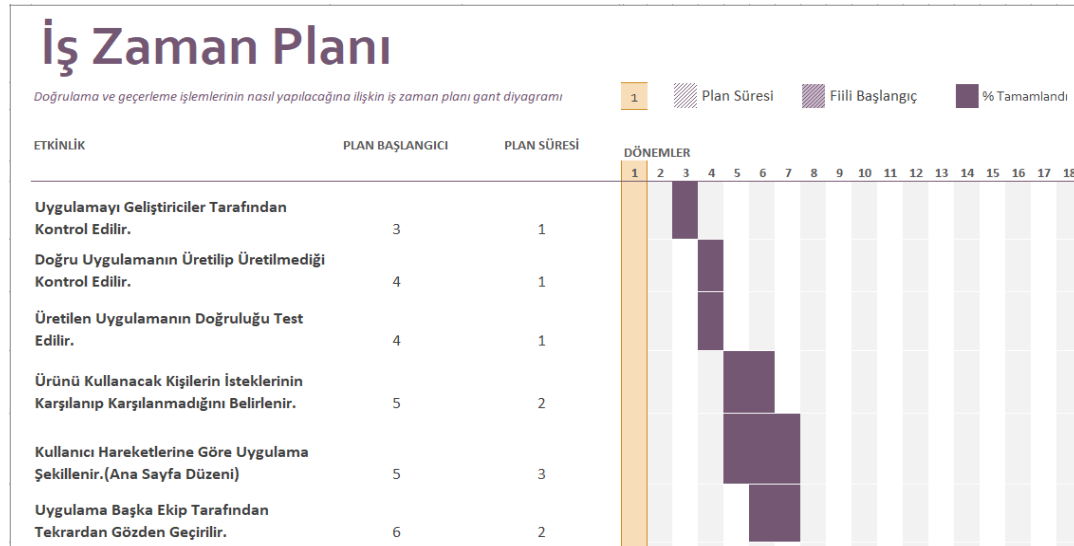 İş Zaman Planı
Doğrulama ve geçerleme işlemlerinin nasıl yapılacağına ilişkin iş zaman planı gant diyagramı
1 Plan Süresi Fiili Başlangıç % Tamamlandı
ETKİNLİK PLAN BAŞLANGICI PLAN SÜRESİ DÖNEMLER
1 2 3 4 5 6 7 8 9 10 11 12 13 14 15 16 17 18
Uygulamayı Geliştiriciler Tarafından
Kontrol Edilir. 3 1
Doğru Uygulamanın Üretilip Üretilmediği
Kontrol Edilir. 4 1
Üretilen Uygulamanın Doğruluğu Test
Edilir. 4 1
Ürünü Kullanacak Kişilerin İsteklerinin
Karşılanıp Karşılanmadığını Belirlenir. 5 2
Kullanıcı Hareketlerine Göre Uygulama
Şekillenir.(Ana Sayfa Düzeni) 5 3
Uygulama Başka Ekip Tarafından
Tekrardan Gözden Geçirilir. 6 2